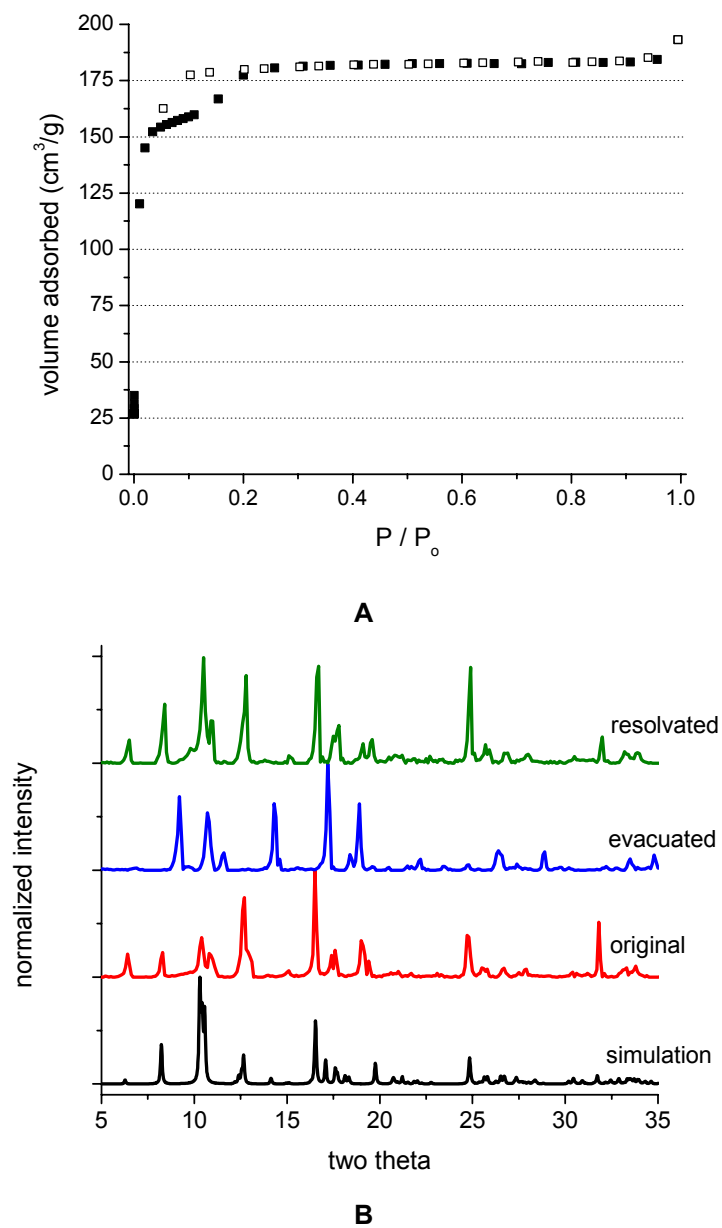 200
175
150
125
100
75
50
25
0
volume adsorbed (cm³/g)
0.0 0.2 0.4 0.6 0.8 1.0
P / Pₒ
A
resolvated
evacuated
original
simulation
normalized intensity
5 10 15 20 25 30 35
two theta
B